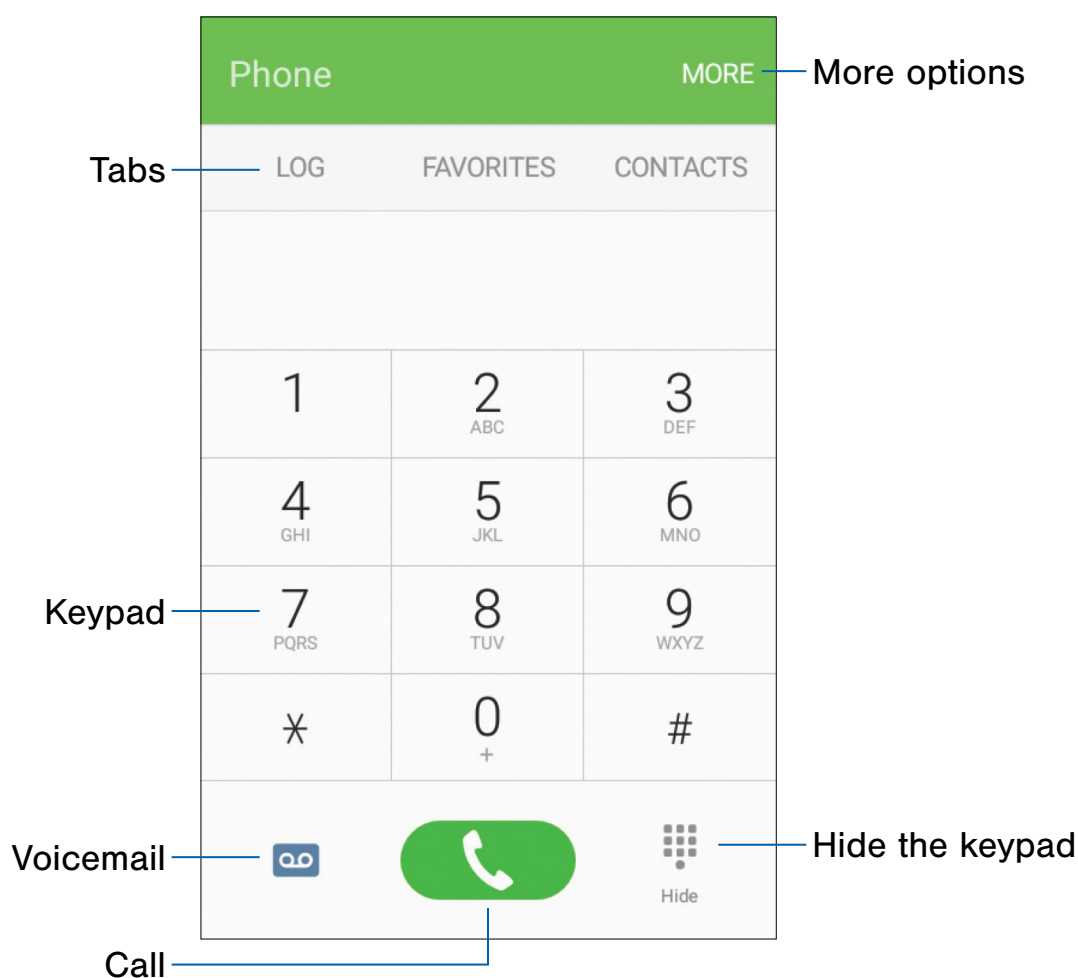 Phone MORE More options
Tabs LOG FAVORITES CONTACTS
1 2 3
ABC DEF
4 5 6
GHI JKL MNO
Keypad 7 8 9
PQRS TUV WXYZ
* 0 #
+
Voicemail Hide the keypad
Hide
Call